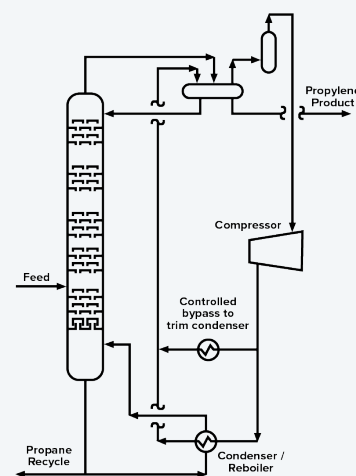 Propylene
Product
Compressor
Feed
Controlled
bypass to
trim condenser
Propane
Recycle
Condenser /
Reboiler